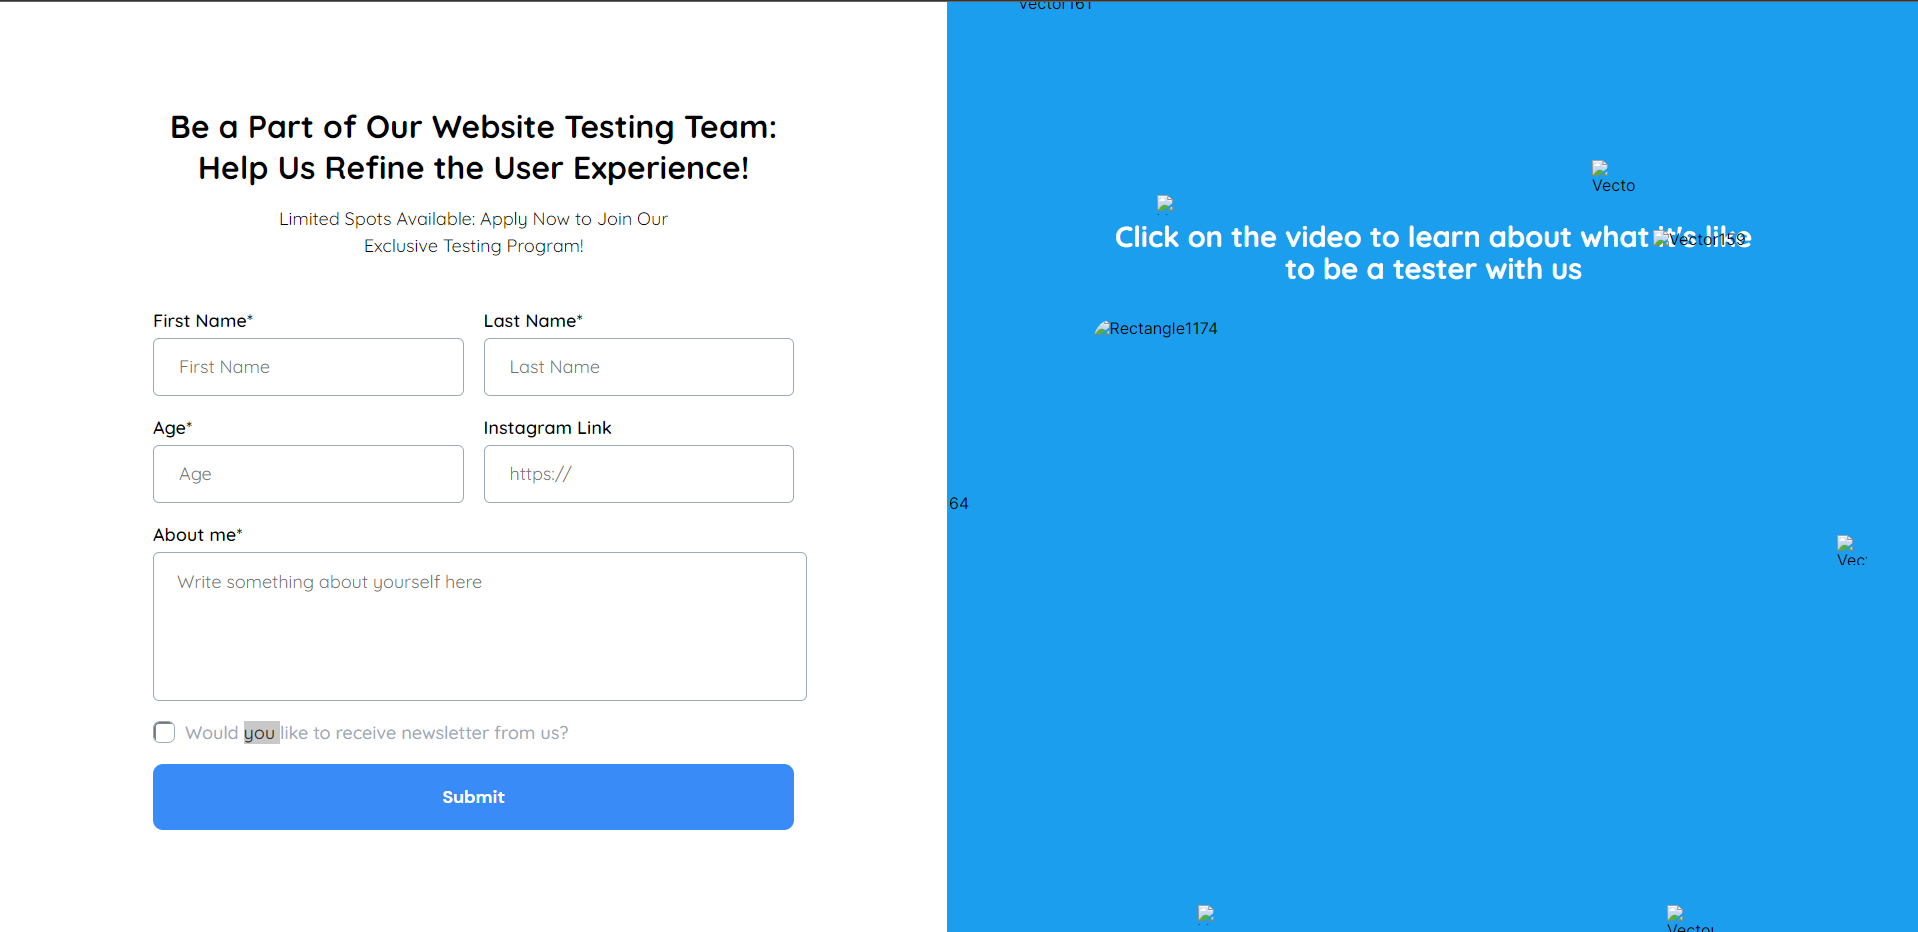 Be a Part of Our Website Testing Team:
Help Us Refine the User Experience!
Limited Spots Available: Apply Now to Join Our
Exclusive Testing Program!
First Name*
Last Name*
First Name
Last Name
Age*
Instagram Link
Age
https://
About me*
Write something about yourself here
Would you like to receive newsletter from us?
Submit
Vector161
Vecto
Click on the video to learn about what it's like
to be a tester with us
Vector159
Rectangle1174
64
Vec
Vector